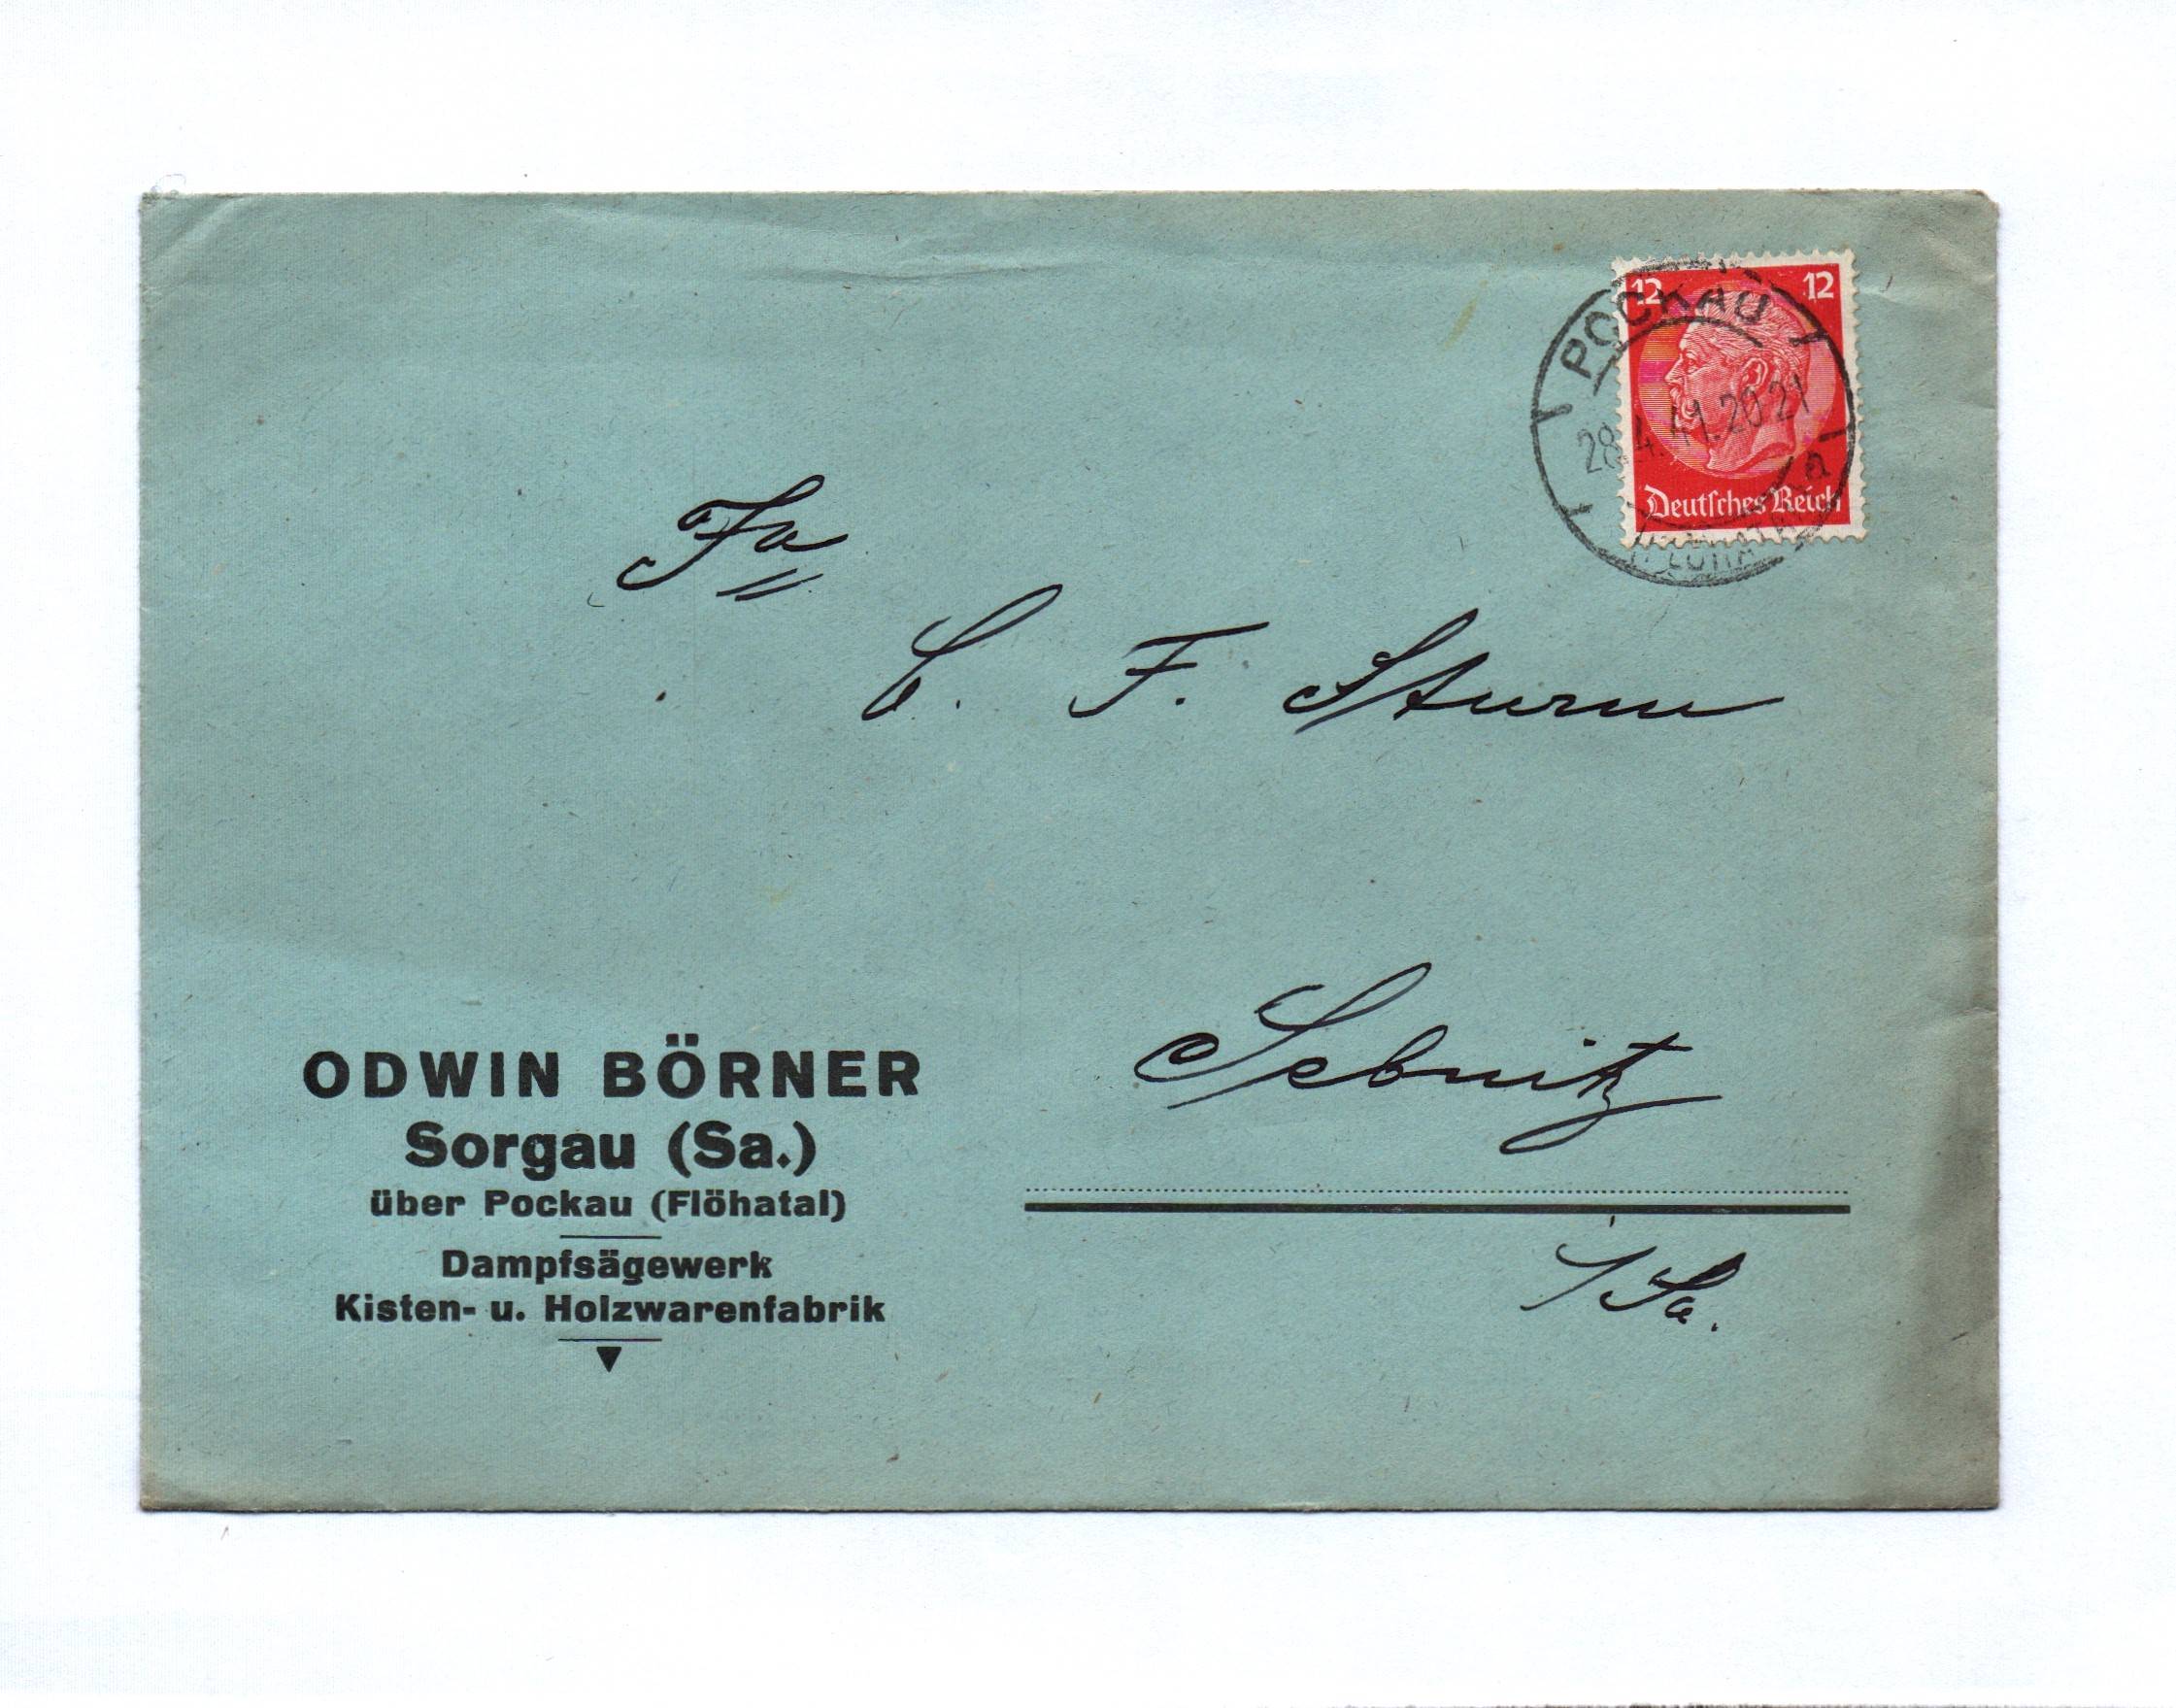 12 12
POCKAU
28.4.41.20-21
a
Deutsches Reich
Fa
C. F. Sturm
Sebnitz
/Sa.
ODWIN BÖRNER
Sorgau (Sa.)
über Pockau (Flöhatal)
Dampfsägewerk
Kisten- u. Holzwarenfabrik